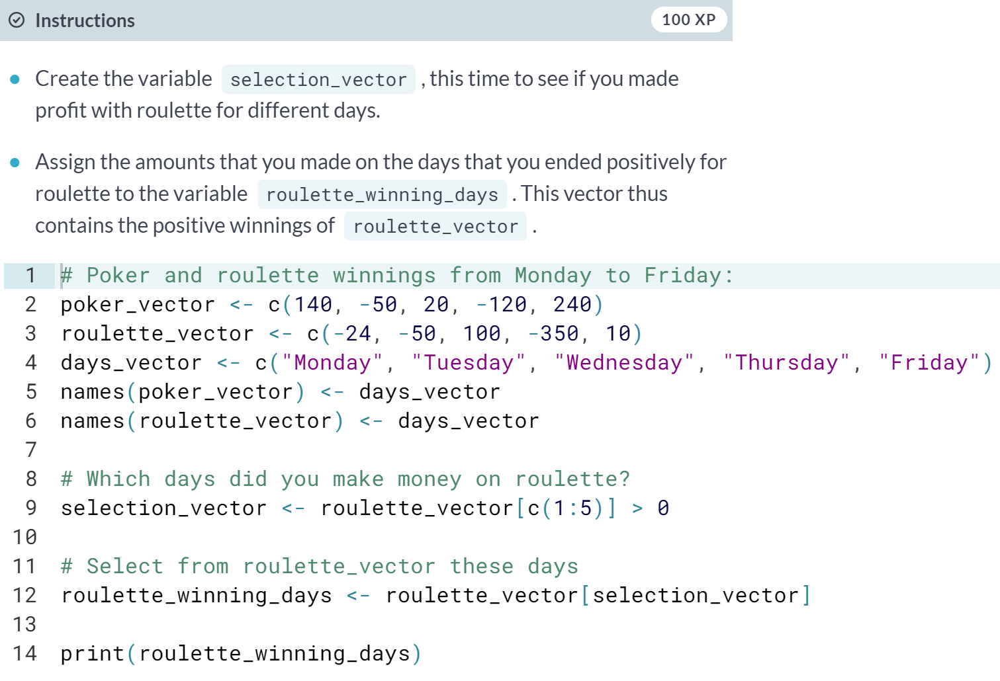 Instructions
100 XP
Create the variable selection_vector , this time to see if you made
profit with roulette for different days.
Assign the amounts that you made on the days that you ended positively for
roulette to the variable roulette_winning_days . This vector thus
contains the positive winnings of roulette_vector .
1 # Poker and roulette winnings from Monday to Friday:
2 poker_vector <- c(140, -50, 20, -120, 240)
3 roulette_vector <- c(-24, -50, 100, -350, 10)
4 days_vector <- c("Monday", "Tuesday", "Wednesday", "Thursday", "Friday")
5 names(poker_vector) <- days_vector
6 names(roulette_vector) <- days_vector
7
8 # Which days did you make money on roulette?
9 selection_vector <- roulette_vector[c(1:5)] > 0
10
11 # Select from roulette_vector these days
12 roulette_winning_days <- roulette_vector[selection_vector]
13
14 print(roulette_winning_days)